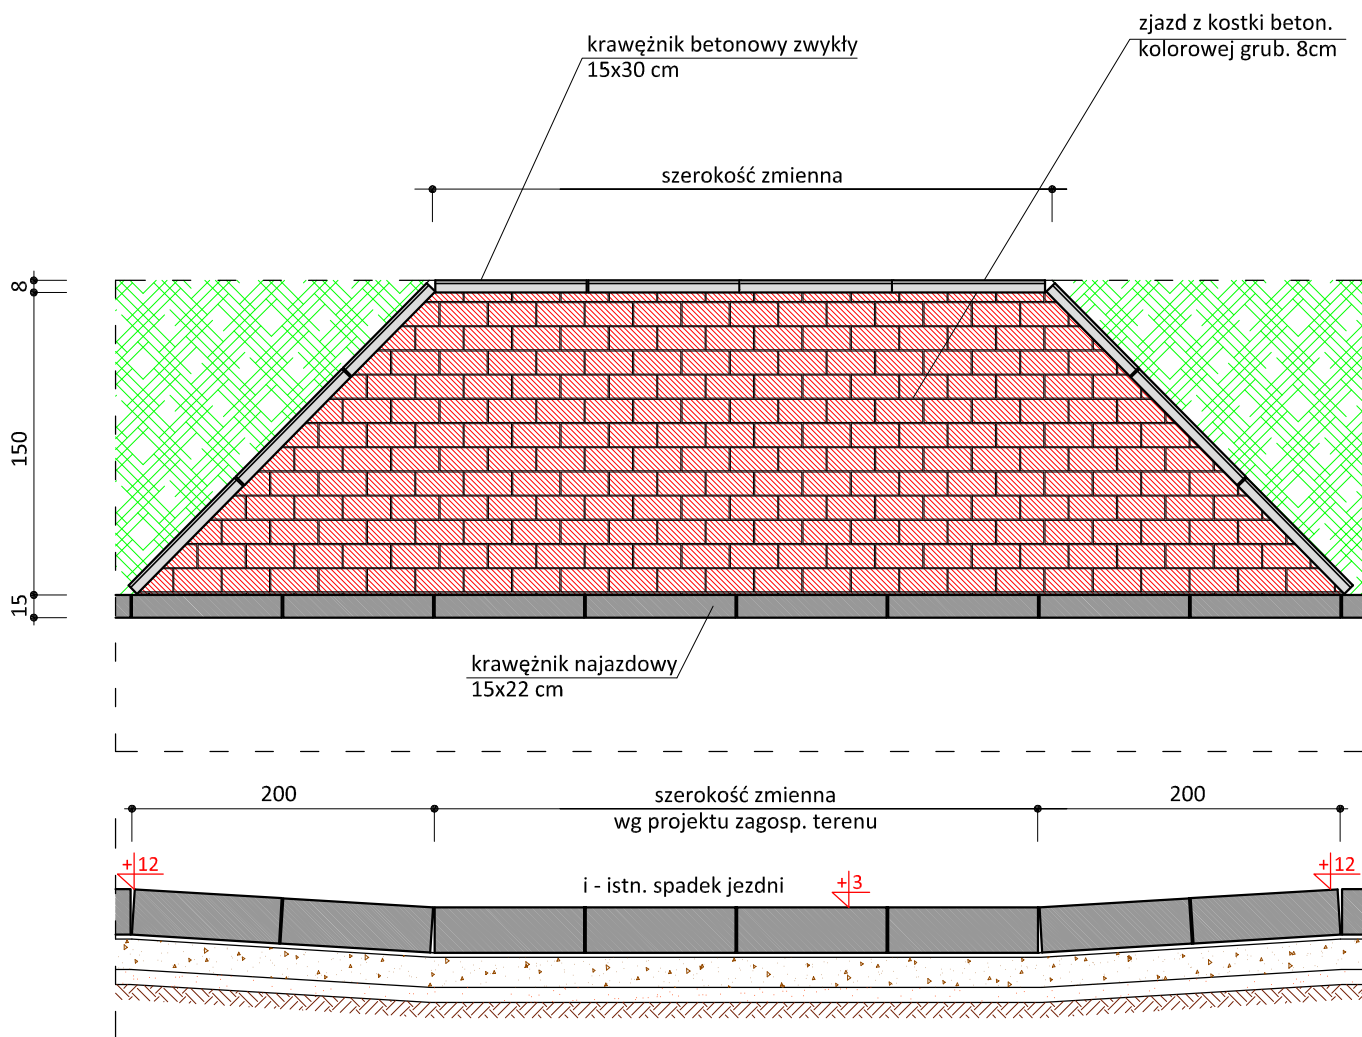 zjazd z kostki beton.
kolorowej grub. 8cm
krawężnik betonowy zwykły
15x30 cm
szerokość zmienna
8
150
15
krawężnik najazdowy
15x22 cm
200
szerokość zmienna
wg projektu zagosp. terenu
200
+12
i - istn. spadek jezdni
+3
+12